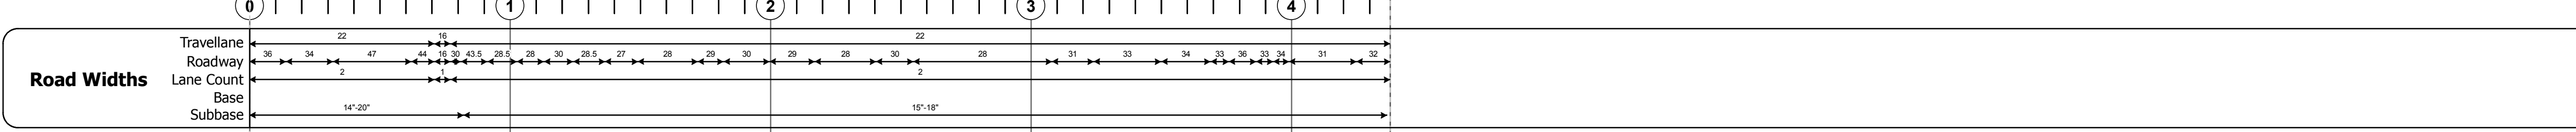 0 1 2 3 4
Road Widths
Travellane 22 16 22
Roadway 36 34 47 44 16 30 43.5 28.5 28 30 28.5 27 28 29 30 29 28 30 28 31 33 34 33 36 33 34 31 32
Lane Count 2 1 2
Base
Subbase 14"-20" 15"-18"